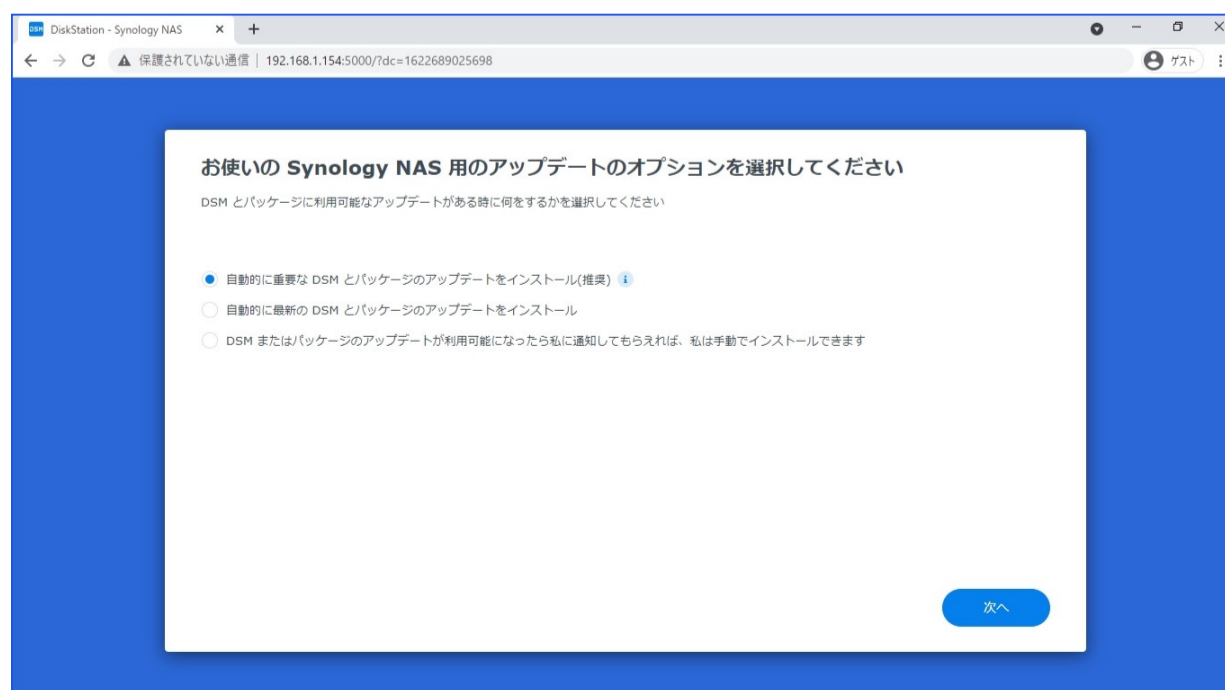 DSM DiskStation - Synology NAS
保護されていない通信 | 192.168.1.154:5000/?dc=1622689025698 ゲスト
お使いの Synology NAS 用のアップデートのオプションを選択してください
DSM とパッケージに利用可能なアップデートがある時に何をするかを選択してください
自動的に重要な DSM とパッケージのアップデートをインストール(推奨) i
自動的に最新の DSM とパッケージのアップデートをインストール
DSM またはパッケージのアップデートが利用可能になったら私に通知してもらえれば、私は手動でインストールできます
次へ